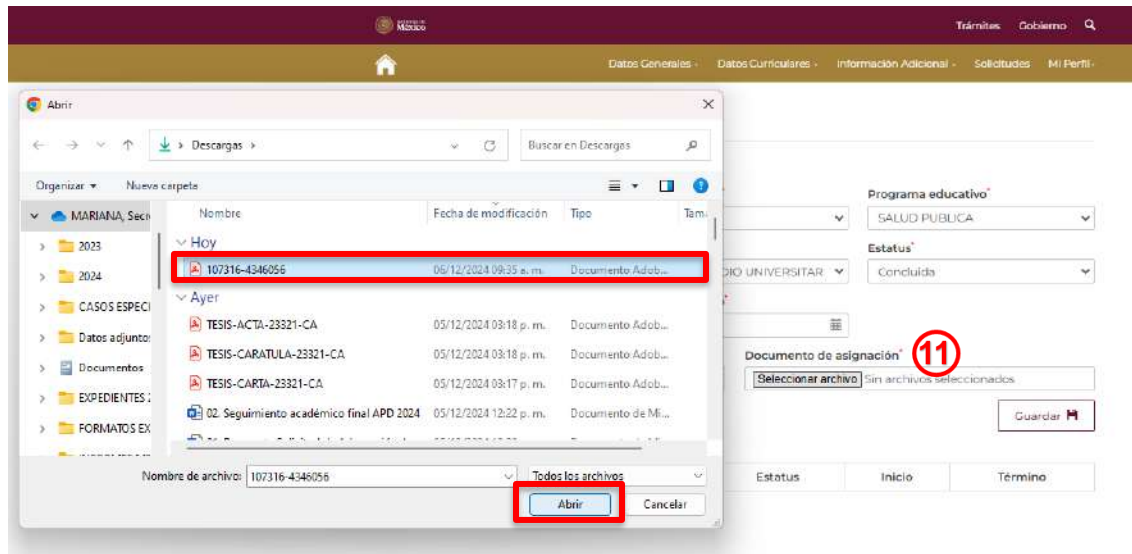 GOBIERNO DE
México
Trámites Gobierno
Datos Generales Datos Curriculares Información Adicional Solicitudes Mi Perfil
Abrir
Descargas
Buscar en Descargas
Organizar Nueva carpeta
MARIANA, Secre
2023
2024
CASOS ESPECI
Datos adjunto
Documentos
EXPEDIENTES
FORMATOS EX
Nombre Fecha de modificación Tipo Tam
Hoy
107316-4346056 06/12/2024 09:35 a. m. Documento Adob...
Ayer
TESIS-ACTA-23321-CA 05/12/2024 03:18 p. m. Documento Adob...
TESIS-CARATULA-23321-CA 05/12/2024 03:18 p. m. Documento Adob...
TESIS-CARTA-23321-CA 05/12/2024 03:17 p. m. Documento Adob...
02. Seguimiento académico final APD 2024 05/12/2024 12:22 p. m. Documento de Mi...
Nombre de archivo: 107316-4346056 Todos los archivos
Abrir Cancelar
Programa educativo*
SALUD PUBLICA
Estatus*
DIO UNIVERSITAR Concluida
Documento de asignación* 11
Seleccionar archivo Sin archivos seleccionados
Guardar
Estatus Inicio Término